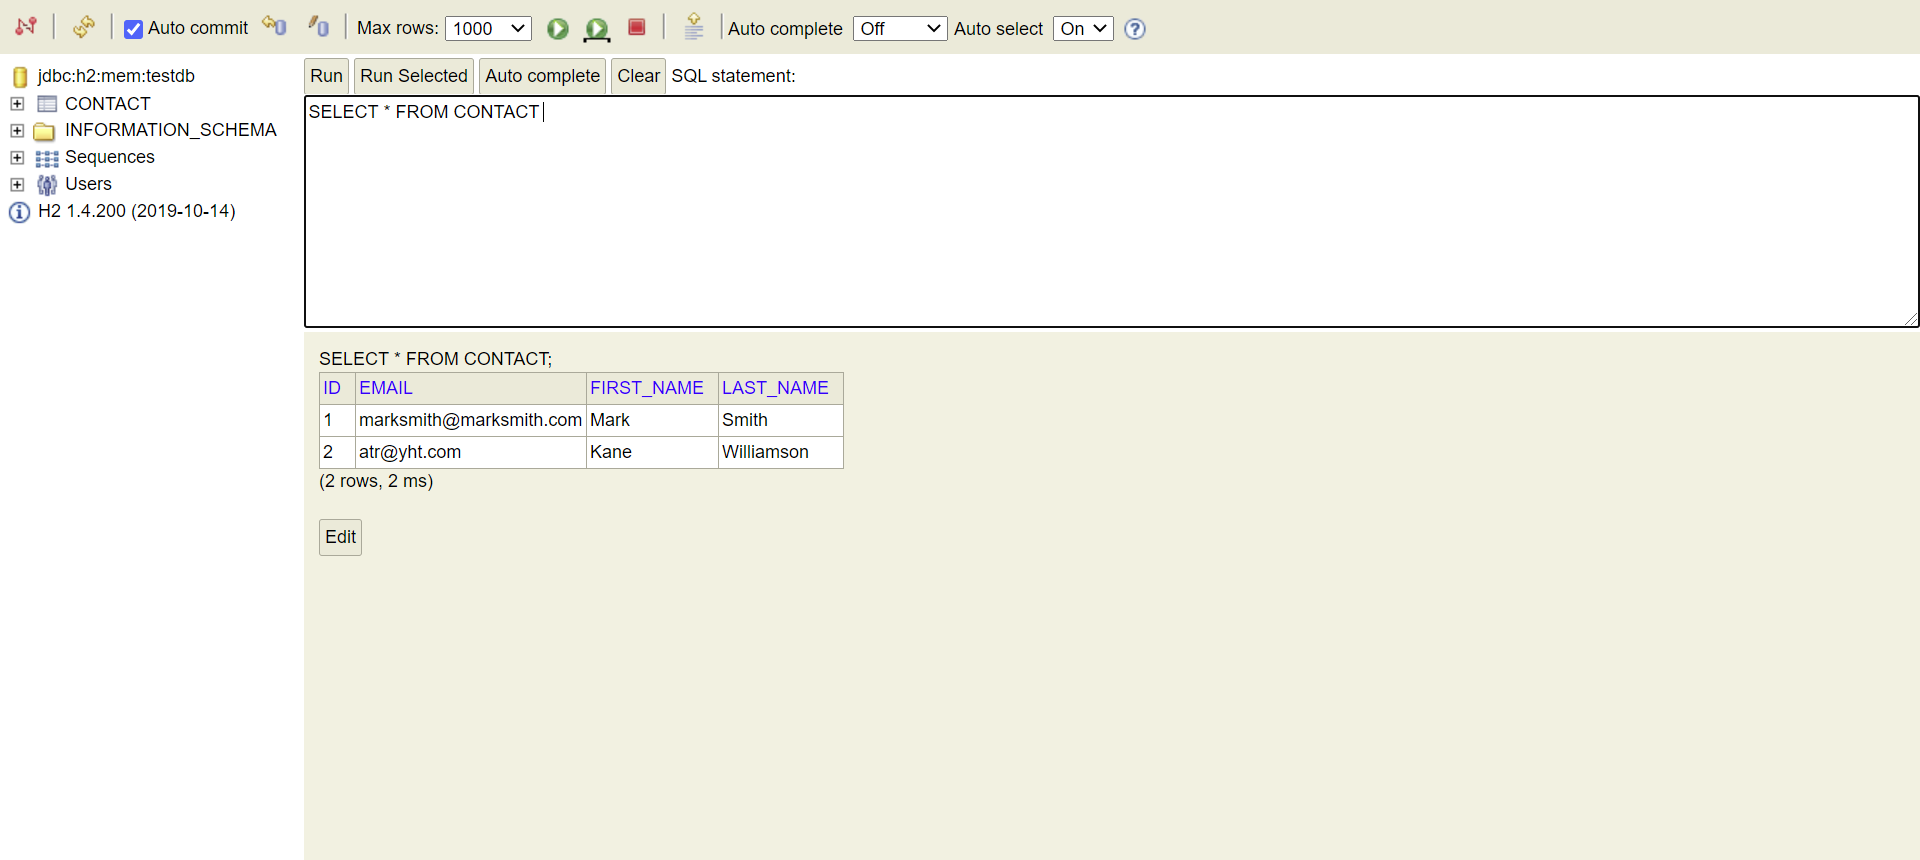 Auto commit Max rows: 1000 Auto complete Off Auto select On ?
jdbc:h2:mem:testdb
CONTACT
INFORMATION_SCHEMA
Sequences
Users
H2 1.4.200 (2019-10-14)
Run Run Selected Auto complete Clear SQL statement:
SELECT * FROM CONTACT
SELECT * FROM CONTACT;
ID EMAIL FIRST_NAME LAST_NAME
1 marksmith@marksmith.com Mark Smith
2 atr@yht.com Kane Williamson
(2 rows, 2 ms)
Edit